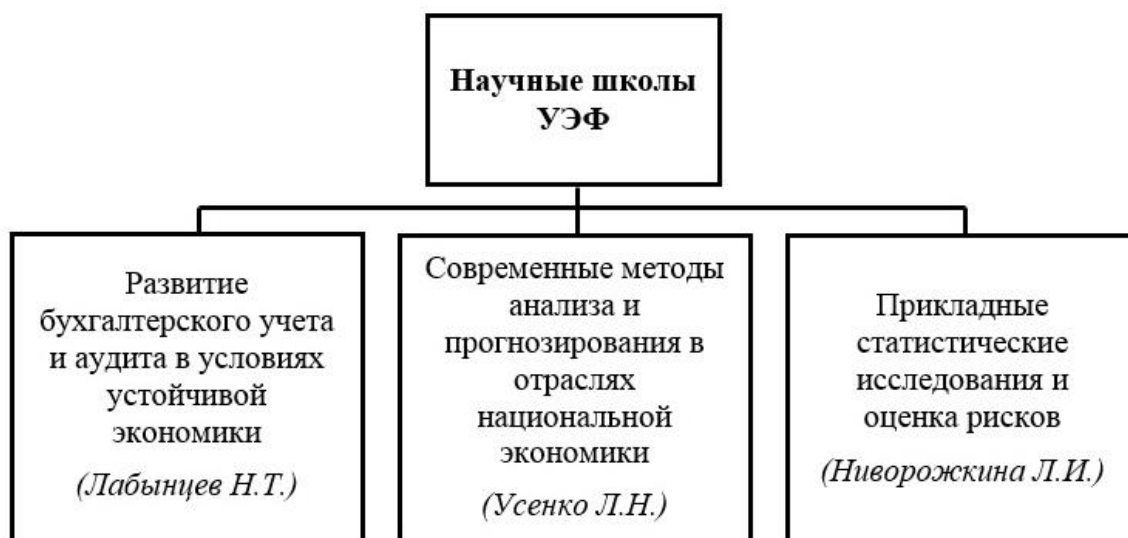 Научные школы
УЭФ
Развитие
бухгалтерского учета
и аудита в условиях
устойчивой
экономики
(Лабынцев Н.Т.)
Современные методы
анализа и
прогнозирования в
отраслях
национальной
экономики
(Усенко Л.Н.)
Прикладные
статистические
исследования и
оценка рисков
(Ниворожкина Л.И.)